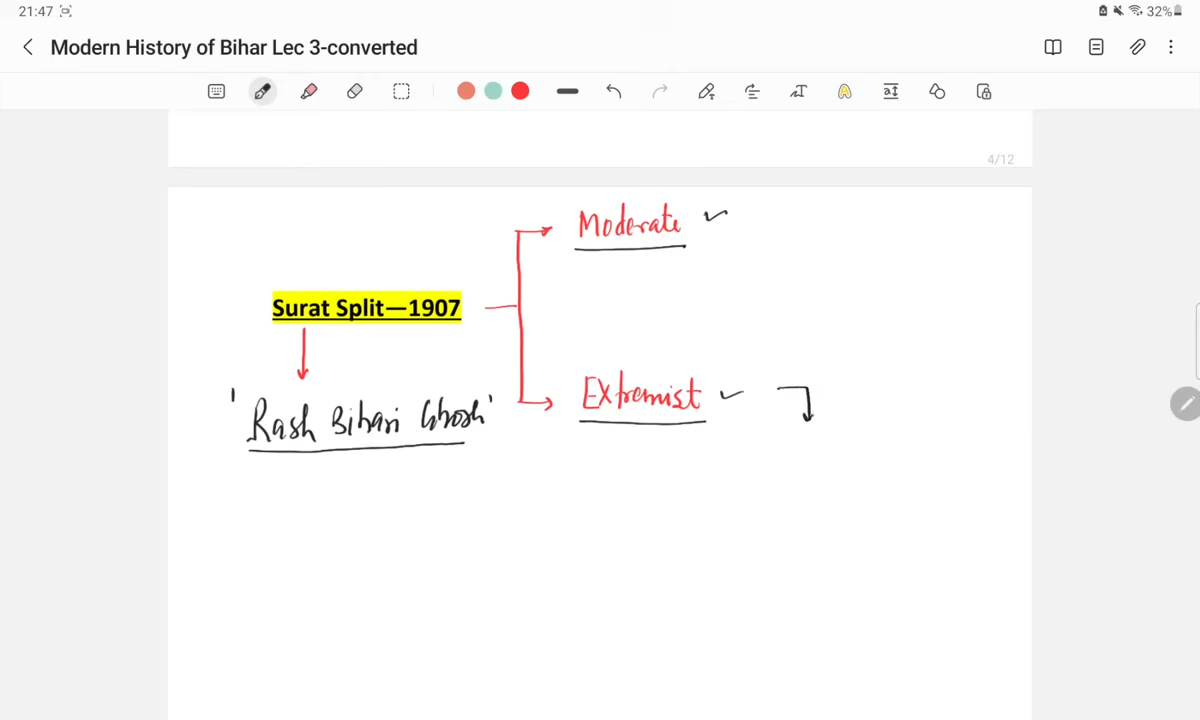 21:47
32%
Modern History of Bihar Lec 3-converted
4/12
Moderate
Surat Split—1907
Extremist
'Rash Bihari Ghosh'